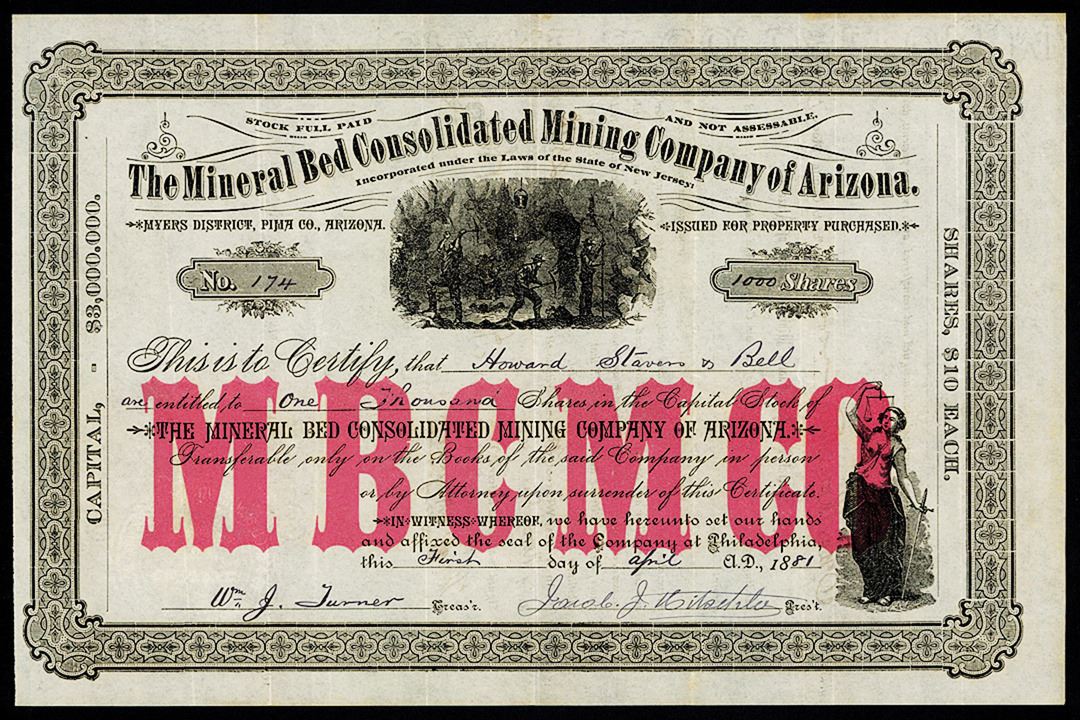 STOCK FULL PAID AND NOT ASSESSABLE.
The Mineral Bed Consolidated Mining Company of Arizona.
Incorporated under the Laws of the State of New Jersey:
MYERS DISTRICT, PIMA CO., ARIZONA. ISSUED FOR PROPERTY PURCHASED.
No. 174 1000 Shares
CAPITAL, - $3,000.000.
SHARES, $10 EACH.
This is to Certify, that Howard Stavers & Bell
are entitled to One Thousand Shares in the Capital Stock of
THE MINERAL BED CONSOLIDATED MINING COMPANY OF ARIZONA.
Transferable only on the Books of the said Company in person
or by Attorney upon surrender of this Certificate.
IN WITNESS WHEREOF, we have hereunto set our hands
and affixed the seal of the Company at Philadelphia,
this First day of april A.D., 1881
M B C M Co
Wm J. Turner Treas'r. Jacob. J. Pres't.